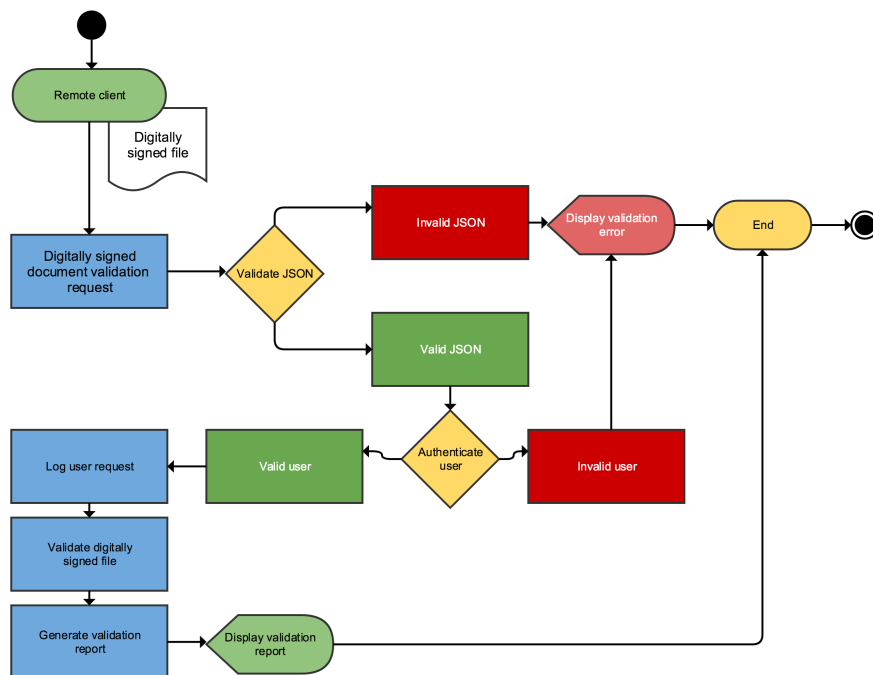 Remote client
Digitally
signed file
Digitally signed
document validation
request
Validate JSON
Invalid JSON
Display validation
error
End
Valid JSON
Authenticate
user
Valid user
Invalid user
Log user request
Validate digitally
signed file
Generate validation
report
Display validation
report